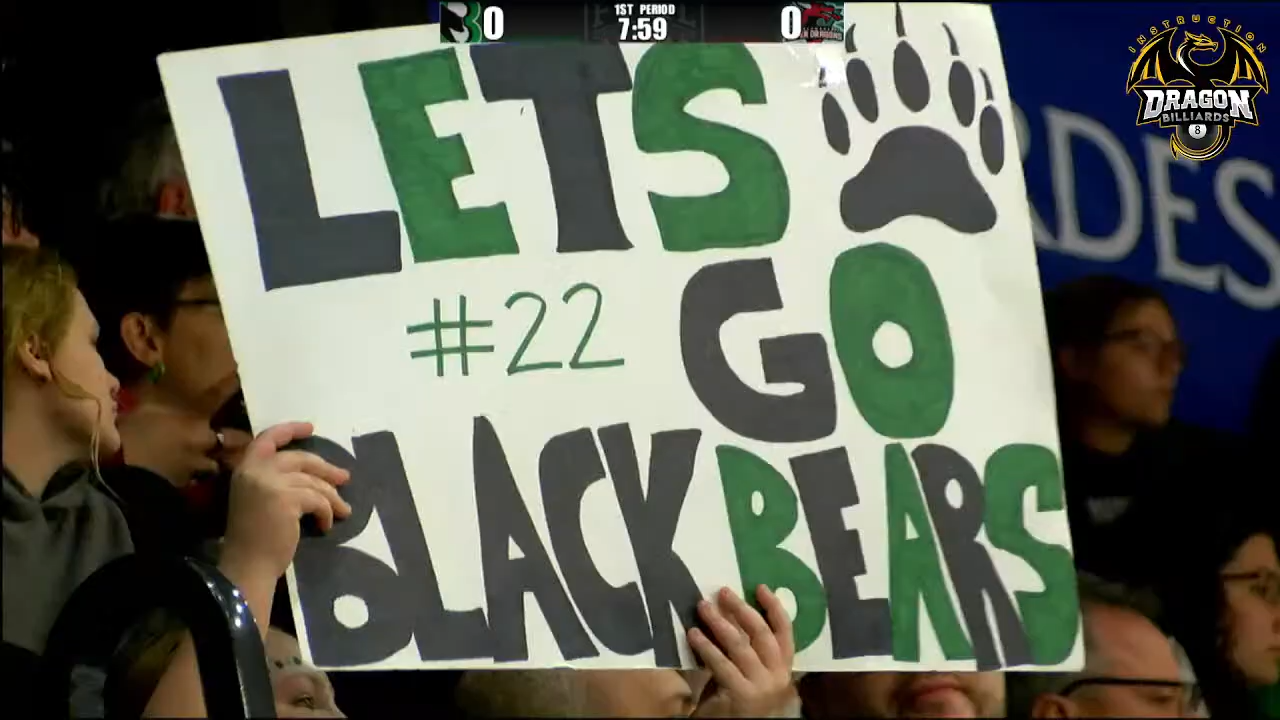 0 1ST PERIOD 0
7:59
INSTRUCTION
DRAGON
BILLIARDS
8
LETS
#22 GO
BLACK BEARS
RDES